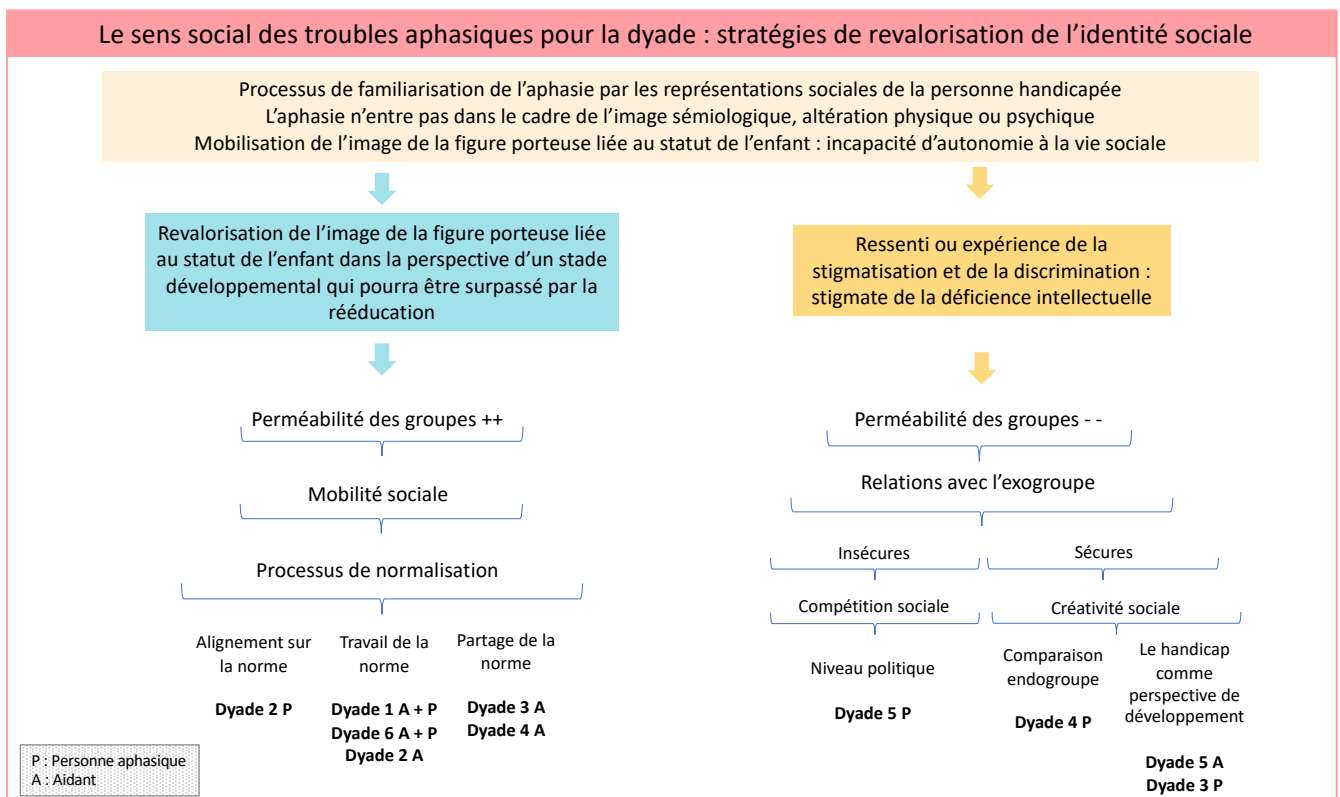 Le sens social des troubles aphasiques pour la dyade : stratégies de revalorisation de l’identité sociale
Processus de familiarisation de l’aphasie par les représentations sociales de la personne handicapée
L’aphasie n’entre pas dans le cadre de l’image sémiologique, altération physique ou psychique
Mobilisation de l’image de la figure porteuse liée au statut de l’enfant : incapacité d’autonomie à la vie sociale
Revalorisation de l’image de la figure porteuse liée
au statut de l’enfant dans la perspective d’un stade
développemental qui pourra être surpassé par la
rééducation
Perméabilité des groupes ++
Mobilité sociale
Processus de normalisation
Alignement sur
la norme
Dyade 2 P
Travail de la
norme
Dyade 1 A + P
Dyade 6 A + P
Dyade 2 A
Partage de la
norme
Dyade 3 A
Dyade 4 A
Ressenti ou expérience de la
stigmatisation et de la discrimination :
stigmate de la déficience intellectuelle
Perméabilité des groupes - -
Relations avec l’exogroupe
Insécures
Compétition sociale
Niveau politique
Dyade 5 P
Sécures
Créativité sociale
Comparaison
endogroupe
Dyade 4 P
Le handicap
comme
perspective de
développement
Dyade 5 A
Dyade 3 P
P : Personne aphasique
A : Aidant